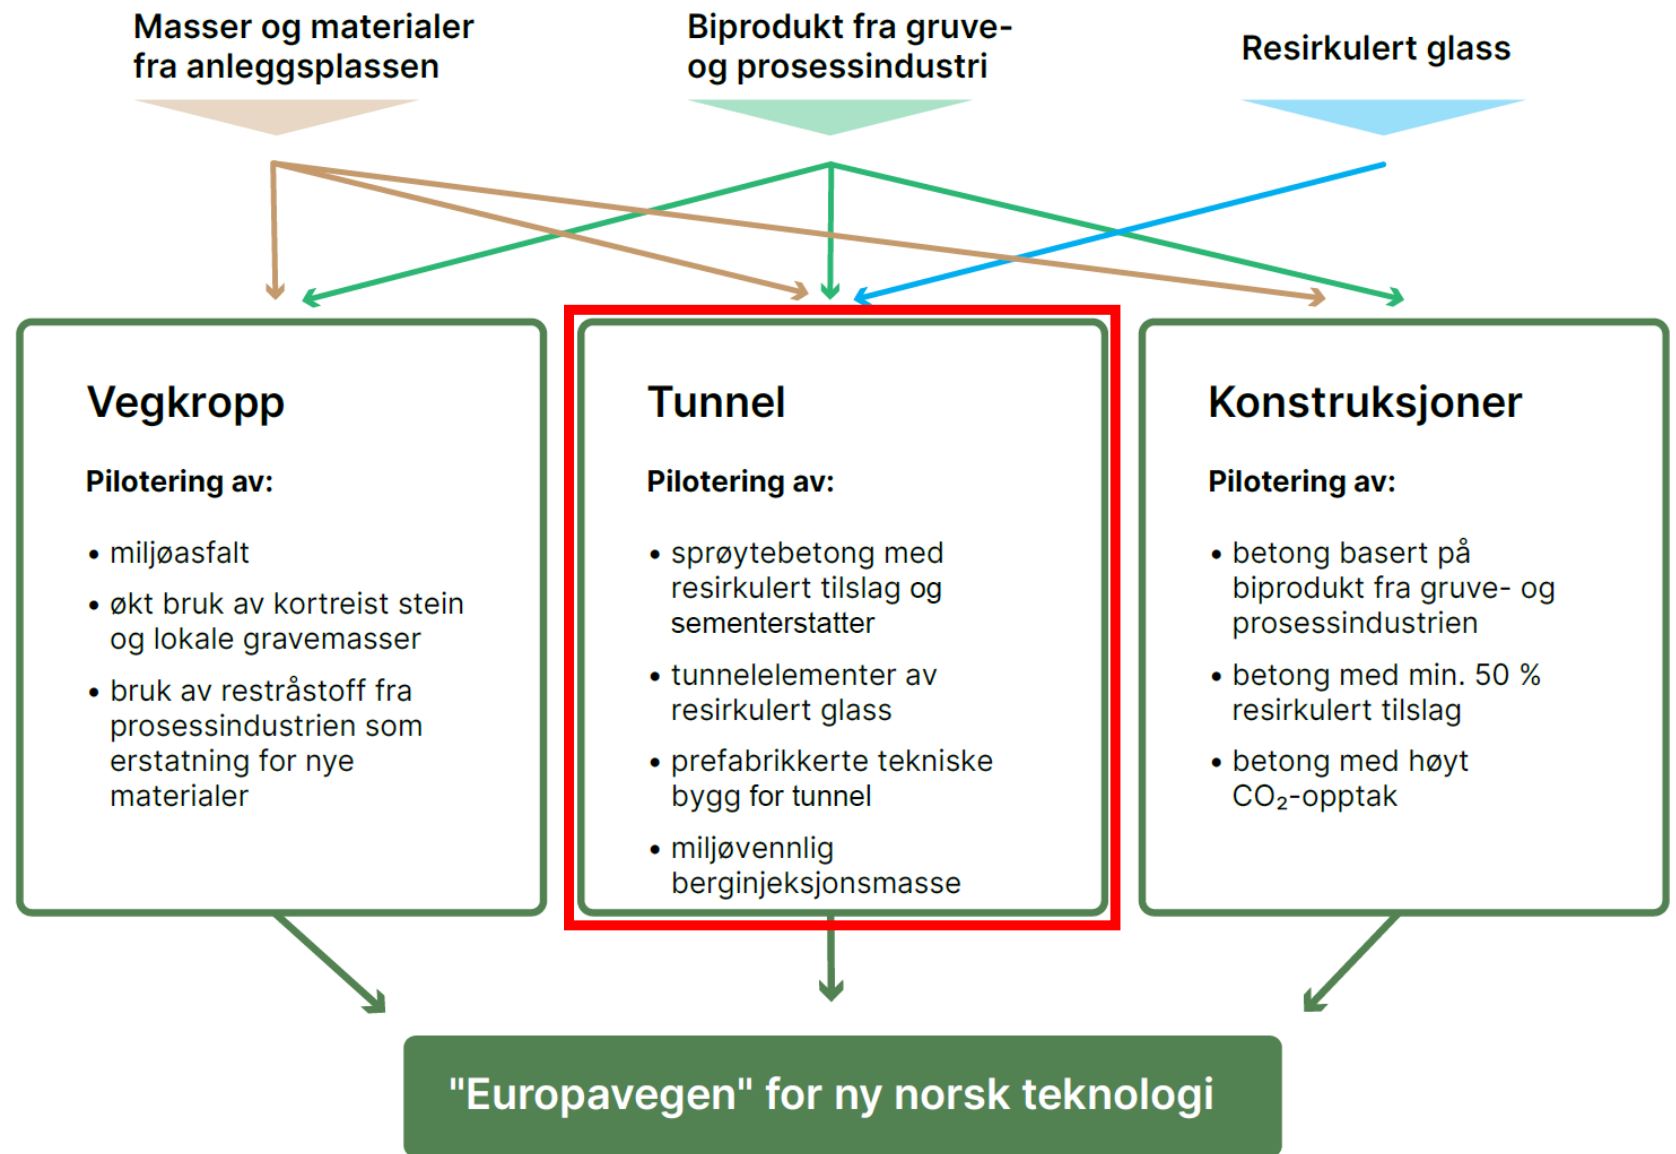 Masser og materialer
fra anleggsplassen
Biprodukt fra gruve-
og prosessindustri
Resirkulert glass
Vegkropp
Pilotering av:
• miljøasfalt
• økt bruk av kortreist stein
og lokale gravemasser
• bruk av restråstoff fra
prosessindustrien som
erstatning for nye
materialer
Tunnel
Pilotering av:
• sprøytebetong med
resirkulert tilslag og
sementerstatter
• tunnelelementer av
resirkulert glass
• prefabrikkerte tekniske
bygg for tunnel
• miljøvennlig
berginjeksjonsmasse
Konstruksjoner
Pilotering av:
• betong basert på
biprodukt fra gruve- og
prosessindustrien
• betong med min. 50 %
resirkulert tilslag
• betong med høyt
CO₂-opptak
"Europavegen" for ny norsk teknologi